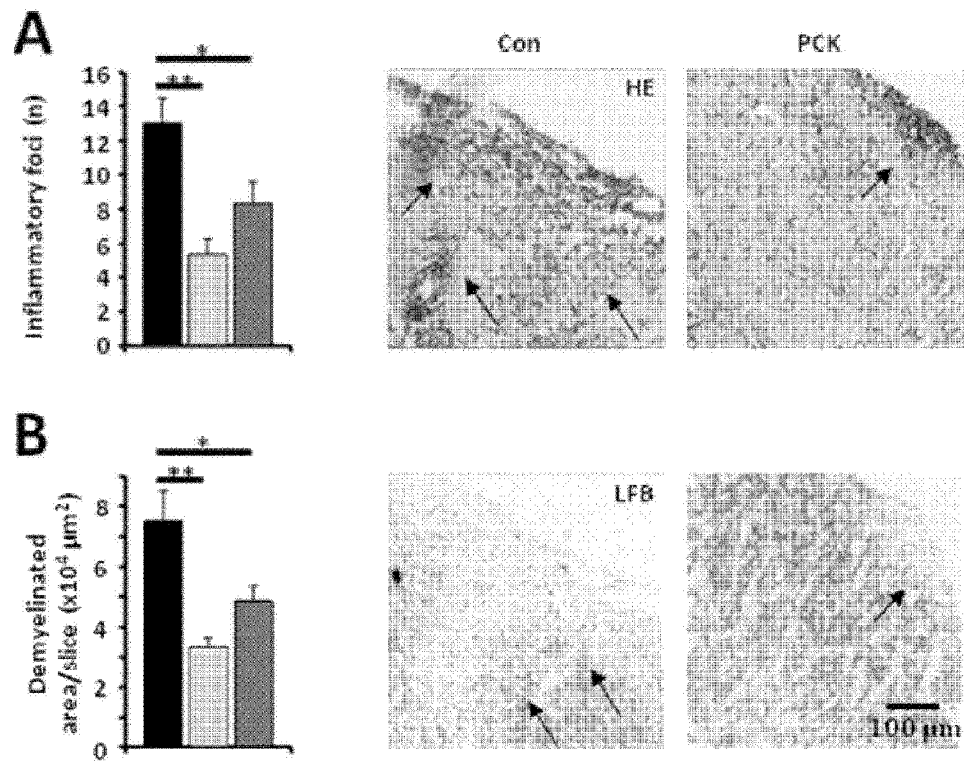 A
Con
PCK
Inflammatory foci (n)
16
14
12
10
8
6
4
2
0
*
**
HE
B
Demyelinated
area/slice (x10⁴ µm²)
8
6
4
2
0
*
**
LFB
100 µm